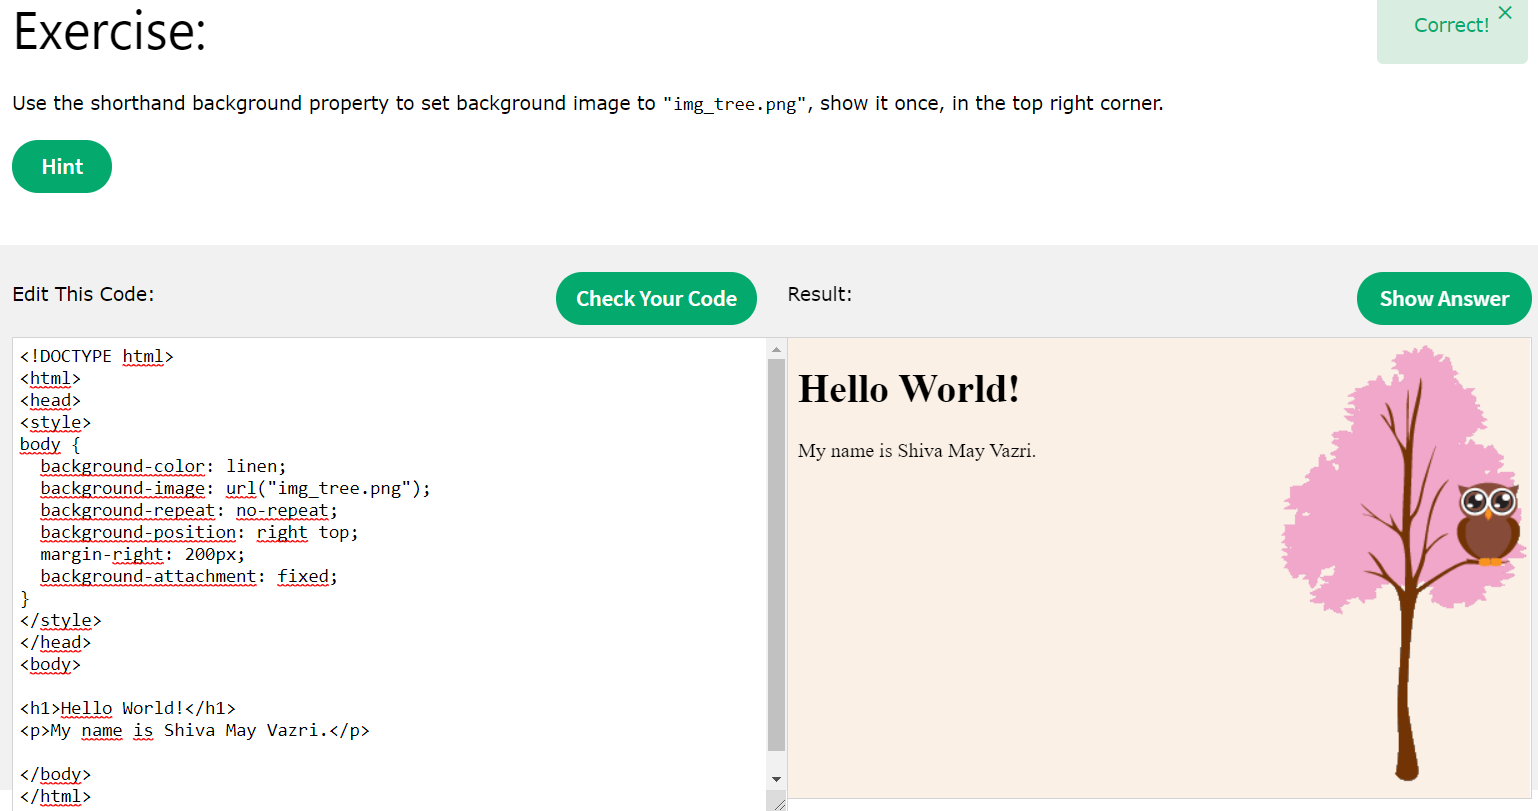 Exercise:
Correct! ×
Use the shorthand background property to set background image to "img_tree.png", show it once, in the top right corner.
Hint
Edit This Code:
Check Your Code
Result:
Show Answer
<!DOCTYPE html>
<html>
<head>
<style>
body {
  background-color: linen;
  background-image: url("img_tree.png");
  background-repeat: no-repeat;
  background-position: right top;
  margin-right: 200px;
  background-attachment: fixed;
}
</style>
</head>
<body>
<h1>Hello World!</h1>
<p>My name is Shiva May Vazri.</p>
</body>
</html>
Hello World!
My name is Shiva May Vazri.